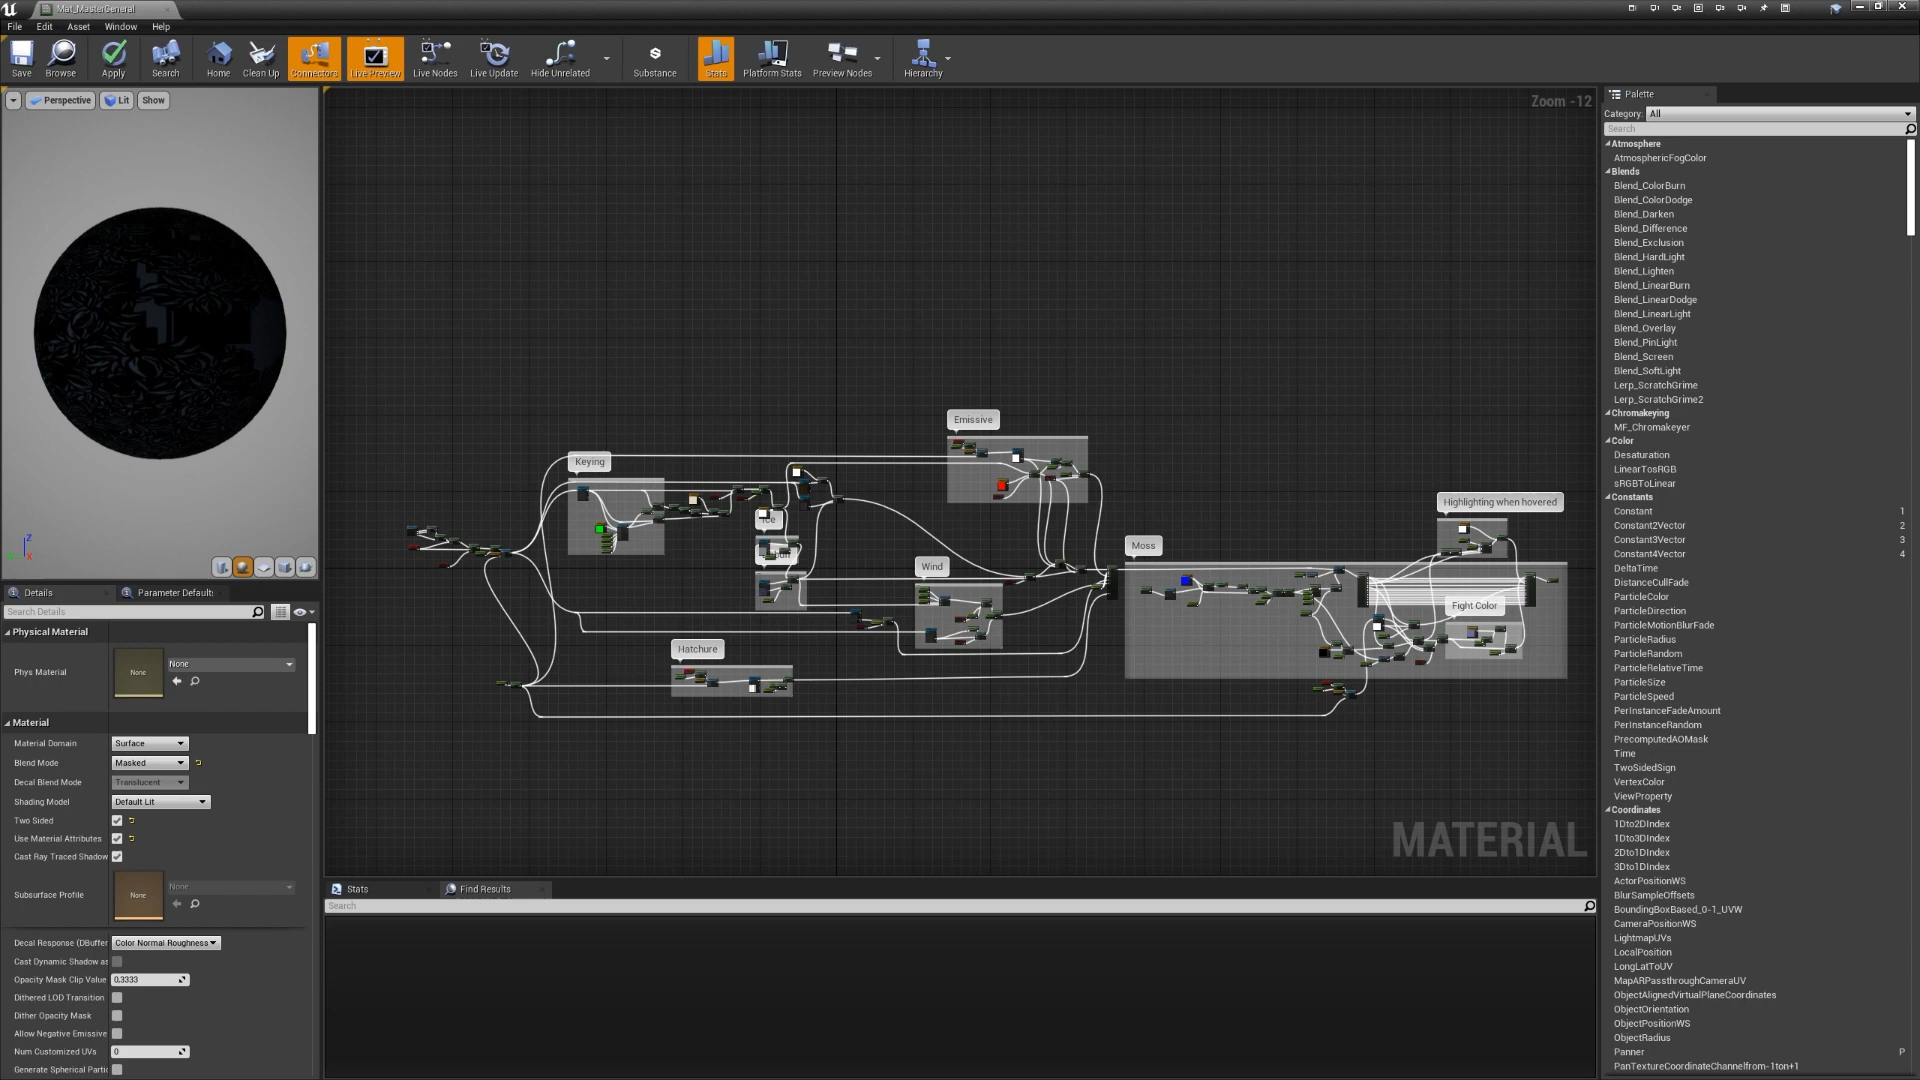 Mat_MasterGeneral
File Edit Asset Window Help
Save
Browse
Apply
Search
Home
Clean Up
Connectors
Live Preview
Live Nodes
Live Update
Hide Unrelated
Substance
Stats
Platform Stats
Preview Nodes
Hierarchy
Perspective
Lit
Show
Z
X
Zoom -12
Emissive
Keying
Ice
Wind
Moss
Highlighting when hovered
Fight Color
Hatchure
MATERIAL
Details
Parameter Default
Search Details
Physical Material
Phys Material
None
None
Material
Material Domain Surface
Blend Mode Masked
Decal Blend Mode Translucent
Shading Model Default Lit
Two Sided
Use Material Attributes
Cast Ray Traced Shadow
Subsurface Profile
None
None
Decal Response (DBuffer Color Normal Roughness
Cast Dynamic Shadow as
Opacity Mask Clip Value 0,3333
Dithered LOD Transition
Dither Opacity Mask
Allow Negative Emissive
Num Customized UVs 0
Generate Spherical Partic
Stats
Find Results
Search
Palette
Category: All
Search
Atmosphere
AtmosphericFogColor
Blends
Blend_ColorBurn
Blend_ColorDodge
Blend_Darken
Blend_Difference
Blend_Exclusion
Blend_HardLight
Blend_Lighten
Blend_LinearBurn
Blend_LinearDodge
Blend_LinearLight
Blend_Overlay
Blend_PinLight
Blend_Screen
Blend_SoftLight
Lerp_ScratchGrime
Lerp_ScratchGrime2
Chromakeying
MF_Chromakeyer
Color
Desaturation
LinearTosRGB
sRGBToLinear
Constants
Constant 1
Constant2Vector 2
Constant3Vector 3
Constant4Vector 4
DeltaTime
DistanceCullFade
ParticleColor
ParticleDirection
ParticleMotionBlurFade
ParticleRadius
ParticleRandom
ParticleRelativeTime
ParticleSize
ParticleSpeed
PerInstanceFadeAmount
PerInstanceRandom
PrecomputedAOMask
Time
TwoSidedSign
VertexColor
ViewProperty
Coordinates
1Dto2DIndex
1Dto3DIndex
2Dto1DIndex
3Dto1DIndex
ActorPositionWS
BlurSampleOffsets
BoundingBoxBased_0-1_UVW
CameraPositionWS
LightmapUVs
LocalPosition
LongLatToUV
MapARPassthroughCameraUV
ObjectAlignedVirtualPlaneCoordinates
ObjectOrientation
ObjectPositionWS
ObjectRadius
Panner P
PanTextureCoordinateChannelfrom-1ton+1